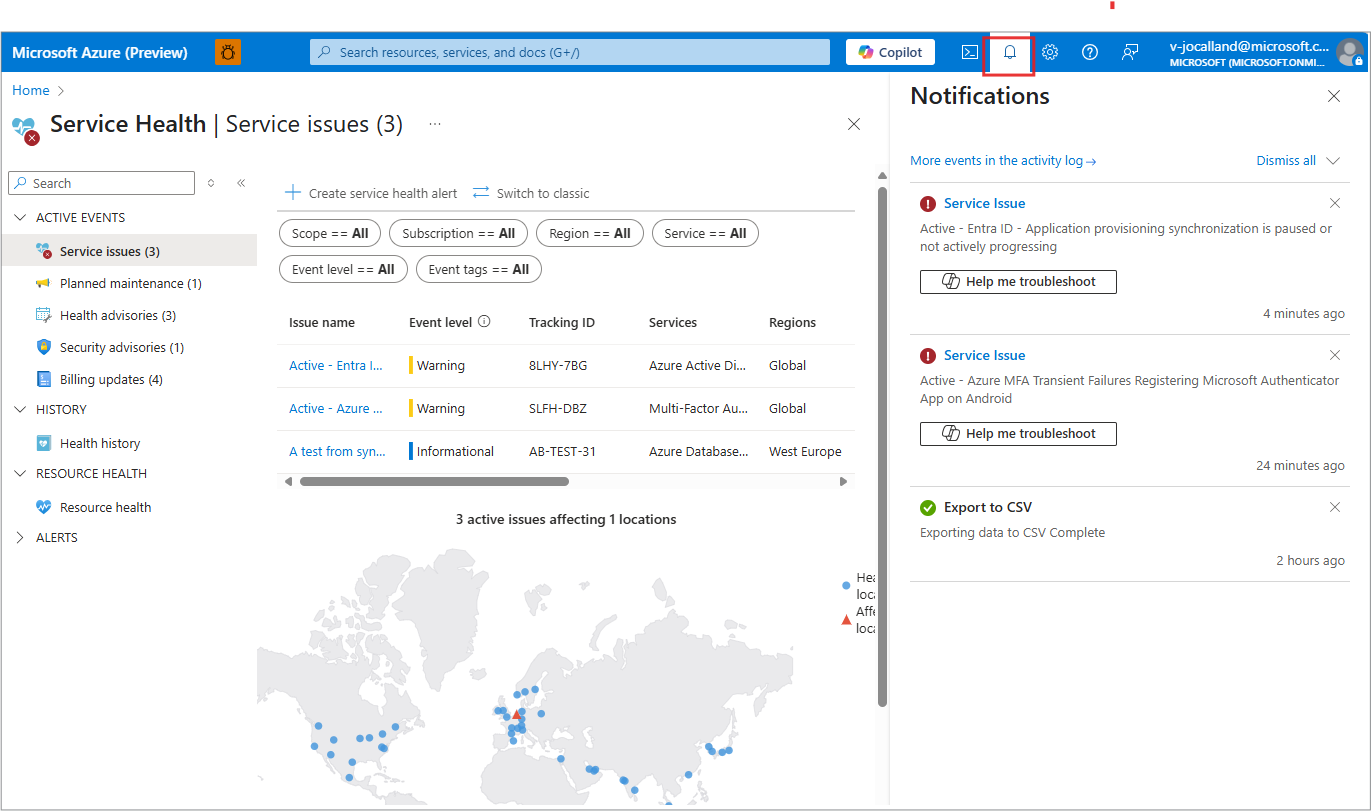 Microsoft Azure (Preview)
Search resources, services, and docs (G+/)
Copilot
v-jocalland@microsoft.c...
MICROSOFT (MICROSOFT.ONMI...
Home
Service Health | Service issues (3)
...
Search
ACTIVE EVENTS
Service issues (3)
Planned maintenance (1)
Health advisories (3)
Security advisories (1)
Billing updates (4)
HISTORY
Health history
RESOURCE HEALTH
Resource health
ALERTS
Create service health alert
Switch to classic
Scope == All
Subscription == All
Region == All
Service == All
Event level == All
Event tags == All
Issue name Event level Tracking ID Services Regions
Active - Entra I... Warning 8LHY-7BG Azure Active Di... Global
Active - Azure ... Warning SLFH-DBZ Multi-Factor Au... Global
A test from syn... Informational AB-TEST-31 Azure Database... West Europe
3 active issues affecting 1 locations
Hea
loca
Affe
loca
Notifications
More events in the activity log→
Dismiss all
Service Issue
Active - Entra ID - Application provisioning synchronization is paused or
not actively progressing
Help me troubleshoot
4 minutes ago
Service Issue
Active - Azure MFA Transient Failures Registering Microsoft Authenticator
App on Android
Help me troubleshoot
24 minutes ago
Export to CSV
Exporting data to CSV Complete
2 hours ago